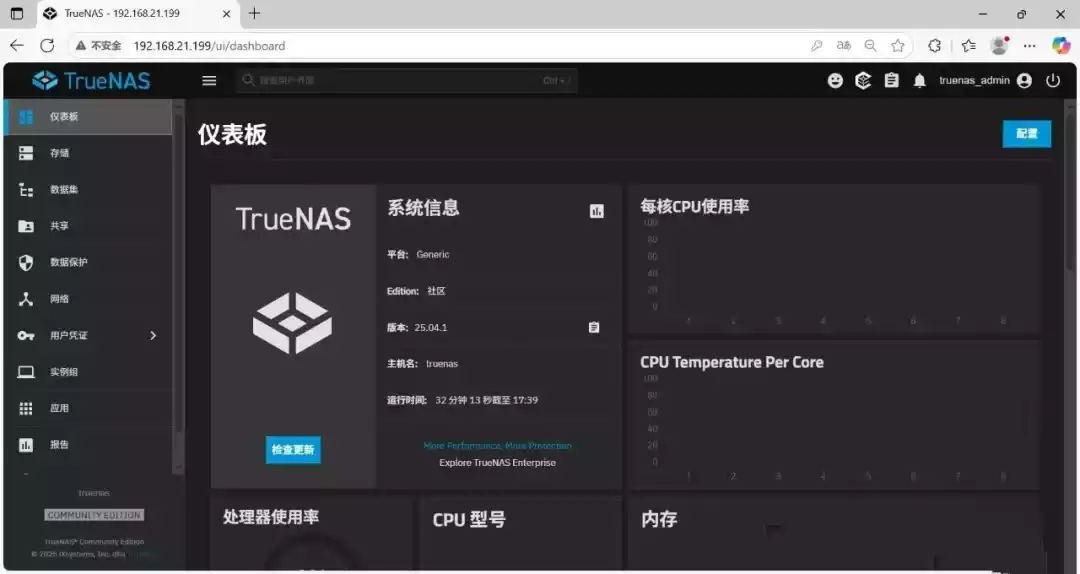 TrueNAS - 192.168.21.199
不安全 192.168.21.199/ui/dashboard
TrueNAS
搜索用户界面 Ctrl + /
truenas_admin
仪表板
存储
数据集
共享
数据保护
网络
用户凭证
实例组
应用
报告
Truenas
COMMUNITY EDITION
TrueNAS® Community Edition
© 2025 iXsystems, Inc. dba
仪表板
配置
TrueNAS
检查更新
系统信息
平台: Generic
Edition: 社区
版本: 25.04.1
主机名: truenas
运行时间: 32 分钟 13 秒截至 17:39
More Performance, More Protection
Explore TrueNAS Enterprise
每核CPU使用率
100
80
60
40
20
0
1 2 3 4 5 6 7 8
CPU Temperature Per Core
100
80
60
40
20
0
1 2 3 4 5 6 7 8
处理器使用率
CPU 型号
内存